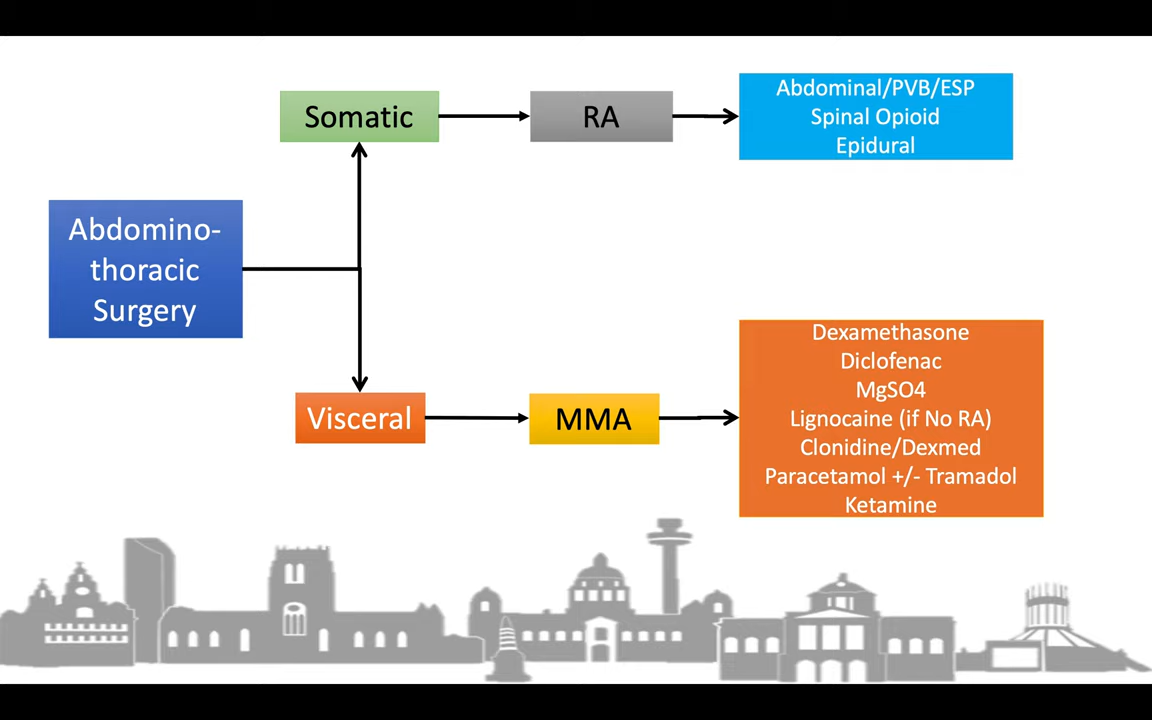 Somatic
RA
Abdominal/PVB/ESP
Spinal Opioid
Epidural
Abdomino-
thoracic
Surgery
Visceral
MMA
Dexamethasone
Diclofenac
MgSO4
Lignocaine (if No RA)
Clonidine/Dexmed
Paracetamol +/- Tramadol
Ketamine